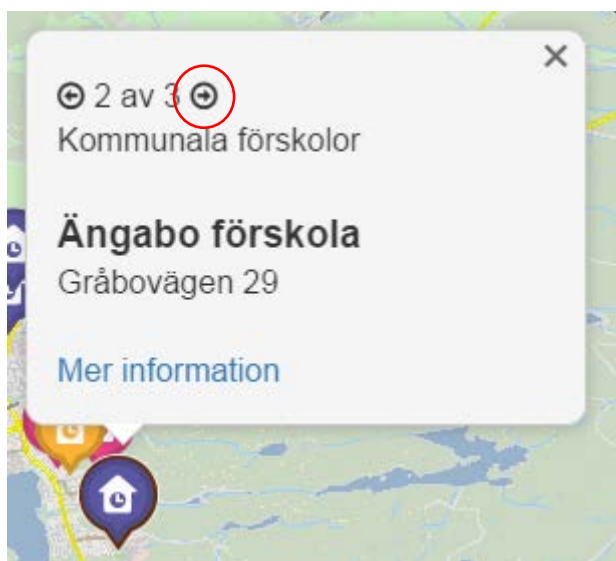 2 av 3
Kommunala förskolor
Ängabo förskola
Gråbovägen 29
Mer information